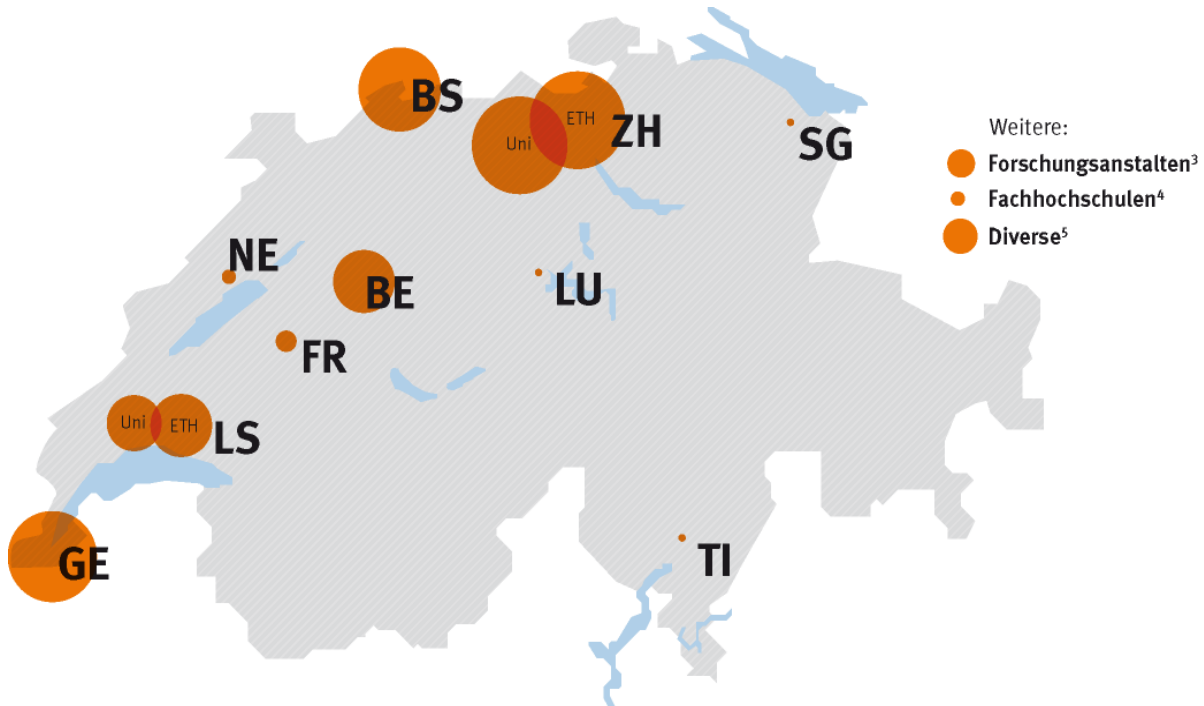 BS
ETH
Uni
ZH
SG
Weitere:
Forschungsanstalten³
Fachhochschulen⁴
Diverse⁵
NE
BE
LU
FR
Uni
ETH
LS
GE
TI